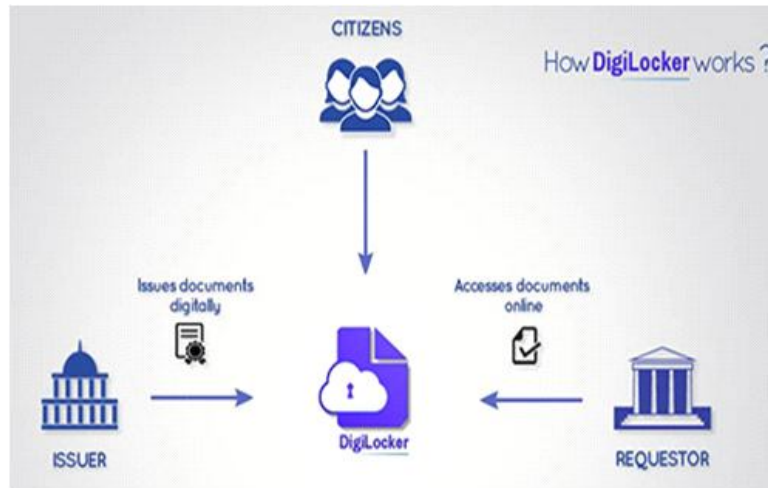 CITIZENS
How DigiLocker works ?
Issues documents
digitally
Accesses documents
online
DigiLocker
ISSUER
REQUESTOR